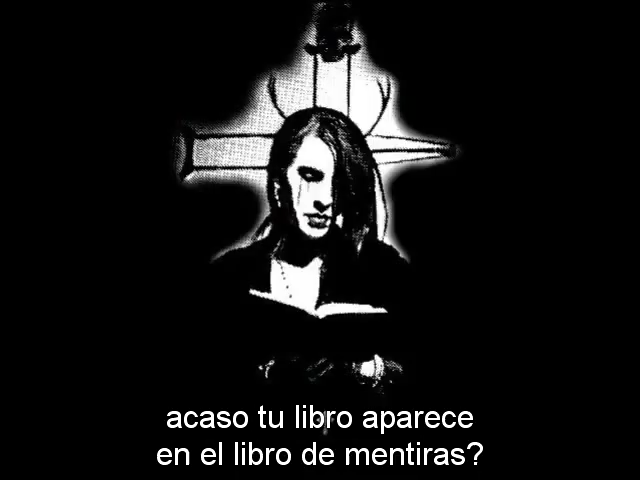 acaso tu libro aparece
en el libro de mentiras?